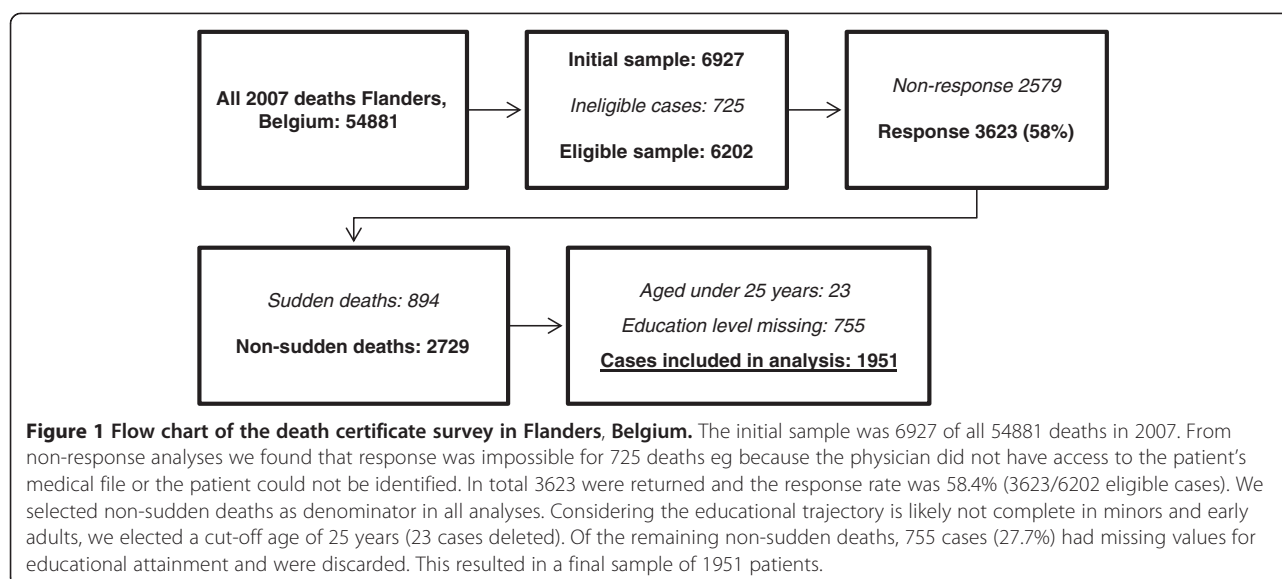 All 2007 deaths Flanders,
Belgium: 54881
Initial sample: 6927
Ineligible cases: 725
Eligible sample: 6202
Non-response 2579
Response 3623 (58%)
Sudden deaths: 894
Non-sudden deaths: 2729
Aged under 25 years: 23
Education level missing: 755
Cases included in analysis: 1951
Figure 1 Flow chart of the death certificate survey in Flanders, Belgium. The initial sample was 6927 of all 54881 deaths in 2007. From
non-response analyses we found that response was impossible for 725 deaths eg because the physician did not have access to the patient's
medical file or the patient could not be identified. In total 3623 were returned and the response rate was 58.4% (3623/6202 eligible cases). We
selected non-sudden deaths as denominator in all analyses. Considering the educational trajectory is likely not complete in minors and early
adults, we elected a cut-off age of 25 years (23 cases deleted). Of the remaining non-sudden deaths, 755 cases (27.7%) had missing values for
educational attainment and were discarded. This resulted in a final sample of 1951 patients.